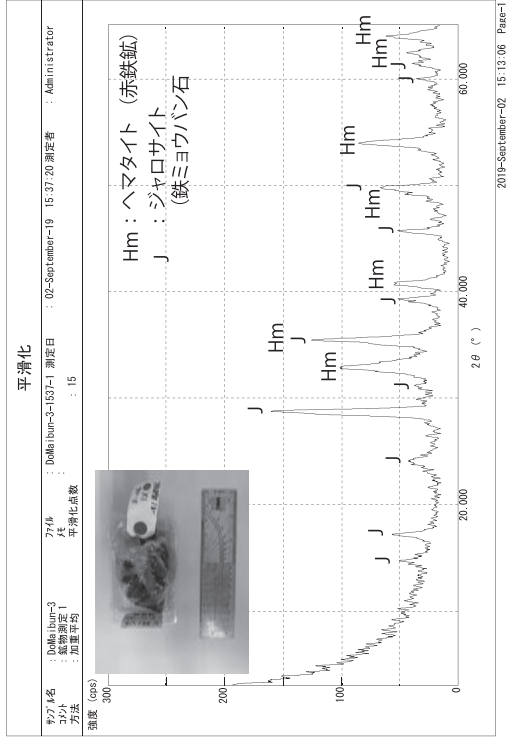 平滑化
サンプル名 : DoMaibun-3 ファイル : DoMaibun-3-1537-1 測定日 : 02-September-19 15:37:20 測定者 : Administrator
コメント : 鉱物測定 1 メモ :
方法 : 加重平均 平滑化点数 : 15
強度 (cps)
300
200
100
0
Hm：ヘマタイト（赤鉄鉱）
J：ジャロサイト
（鉄ミョウバン石）
J
J
J
J
J
Hm
Hm
J
J
Hm
J
Hm
J
Hm
J
J
Hm
Hm
20.000
40.000
60.000
2θ (°)
2019-September-02 15:13:06 Page-1